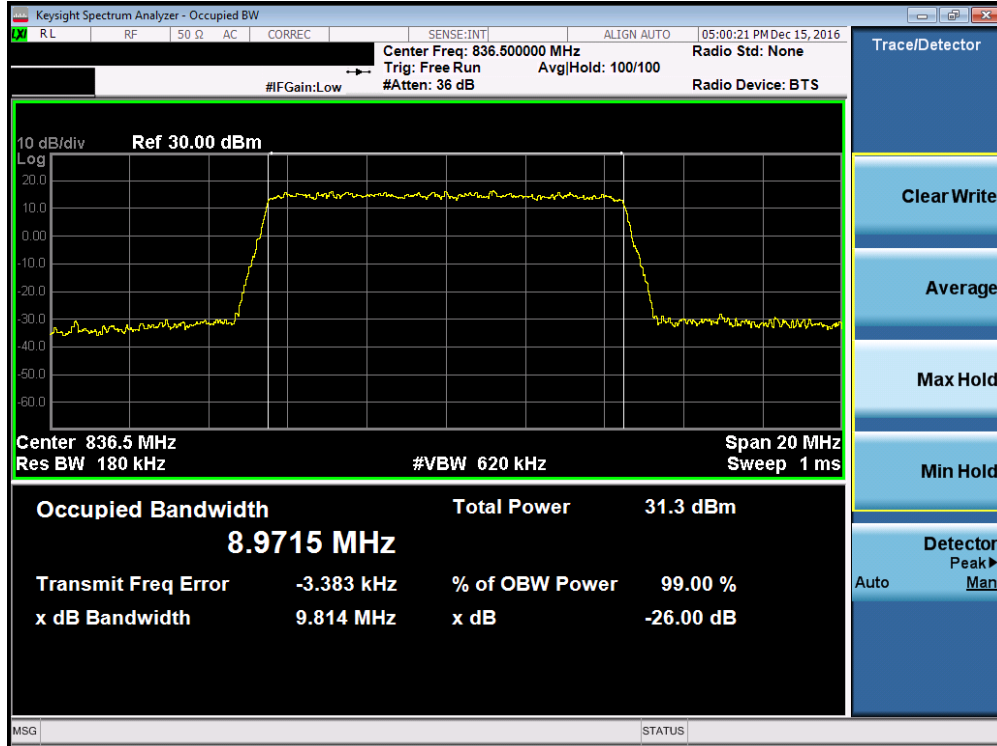 Keysight Spectrum Analyzer - Occupied BW
LXI RL RF 50 Ω AC CORREC SENSE:INT ALIGN AUTO 05:00:21 PM Dec 15, 2016
Center Freq: 836.500000 MHz Radio Std: None
Trig: Free Run Avg|Hold: 100/100
#IFGain:Low #Atten: 36 dB Radio Device: BTS
Trace/Detector
10 dB/div Ref 30.00 dBm
Log
20.0
10.0
0.00
-10.0
-20.0
-30.0
-40.0
-50.0
-60.0
Center 836.5 MHz Span 20 MHz
Res BW 180 kHz #VBW 620 kHz Sweep 1 ms
Occupied Bandwidth Total Power 31.3 dBm
8.9715 MHz
Transmit Freq Error -3.383 kHz % of OBW Power 99.00 %
x dB Bandwidth 9.814 MHz x dB -26.00 dB
Clear Write
Average
Max Hold
Min Hold
Detector
Peak▶
Auto Man
MSG STATUS